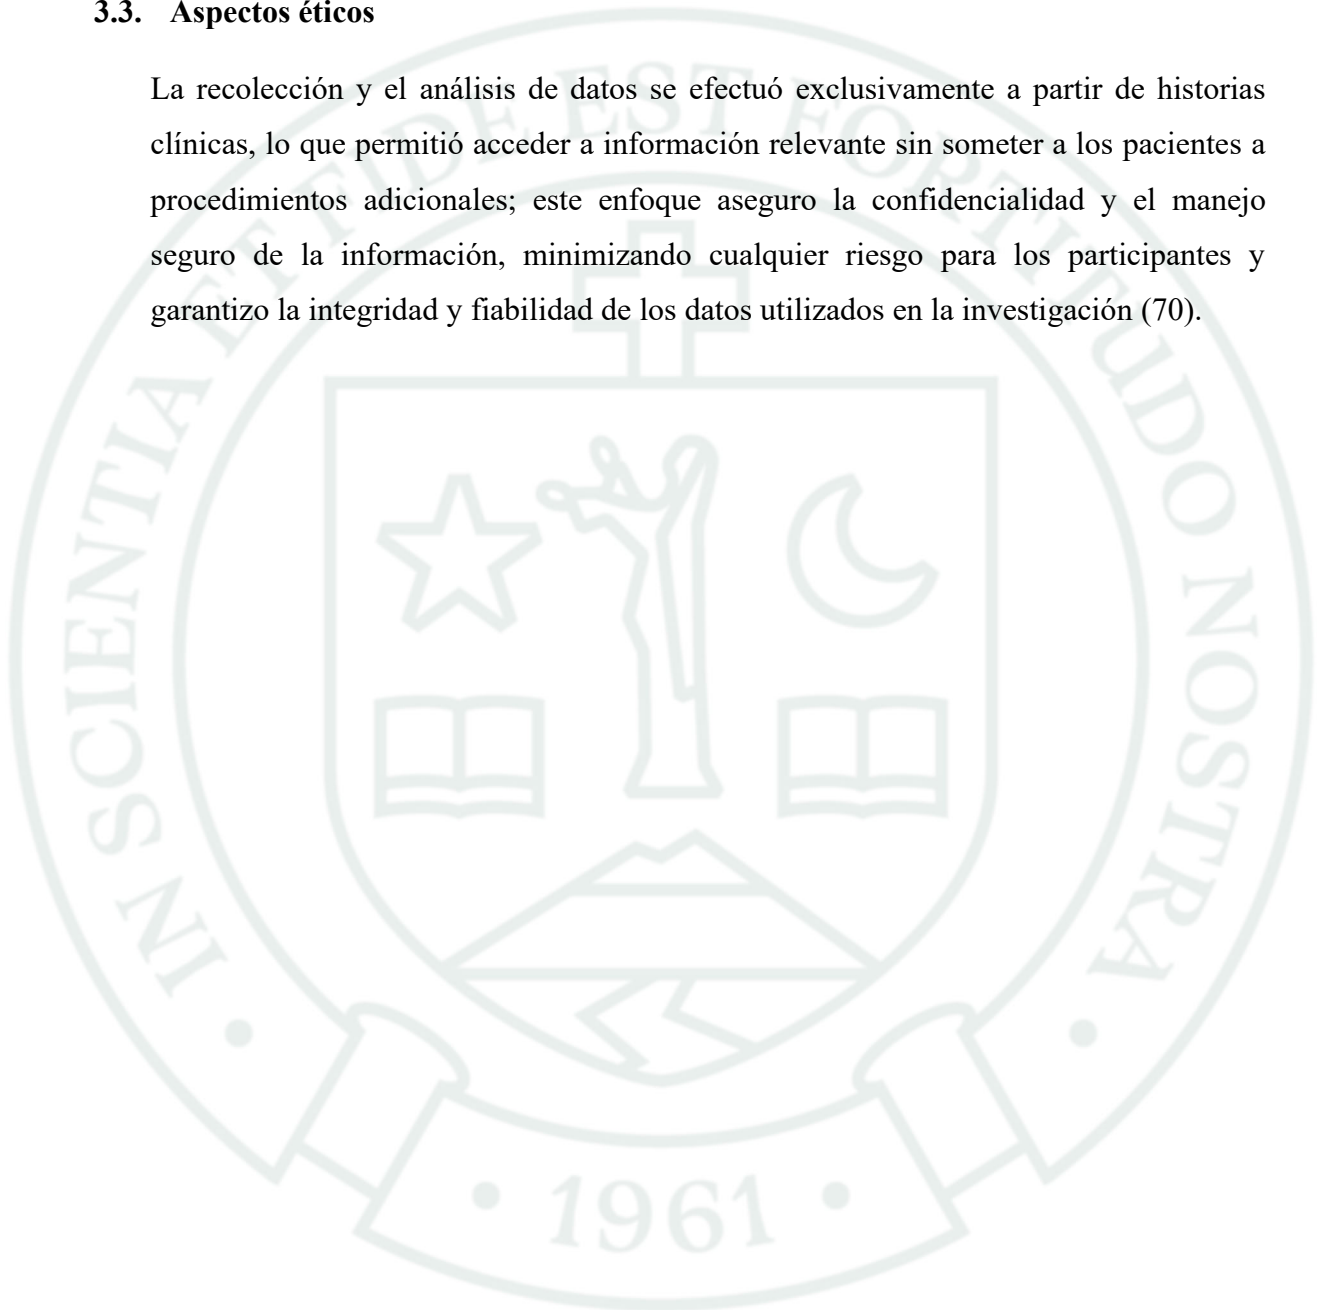 3.3. Aspectos éticos
La recolección y el análisis de datos se efectuó exclusivamente a partir de historias
clínicas, lo que permitió acceder a información relevante sin someter a los pacientes a
procedimientos adicionales; este enfoque aseguro la confidencialidad y el manejo
seguro de la información, minimizando cualquier riesgo para los participantes y
garantizo la integridad y fiabilidad de los datos utilizados en la investigación (70).
IN SCIENTIA ET FIDE EST FORTITUDO NOSTRA
• 1961 •